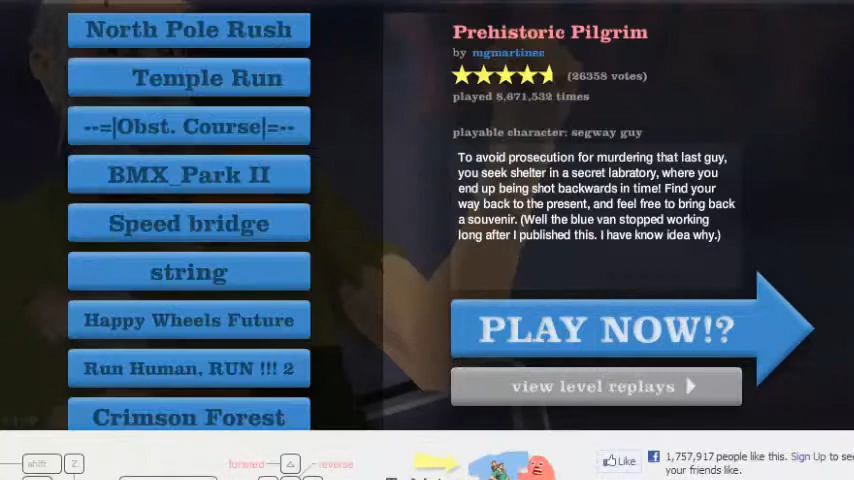 North Pole Rush
Temple Run
--=|Obst. Course|=--
BMX_Park II
Speed bridge
string
Happy Wheels Future
Run Human, RUN !!! 2
Crimson Forest
Prehistoric Pilgrim
by mgmartinec
(26358 votes)
played 8,671,532 times
playable character: segway guy
To avoid prosecution for murdering that last guy,
you seek shelter in a secret labratory, where you
end up being shot backwards in time! Find your
way back to the present, and feel free to bring back
a souvenir. (Well the blue van stopped working
long after I published this. I have know idea why.)
PLAY NOW!?
view level replays
shift Z
forward reverse
Like
1,757,917 people like this. Sign Up to see
your friends like.